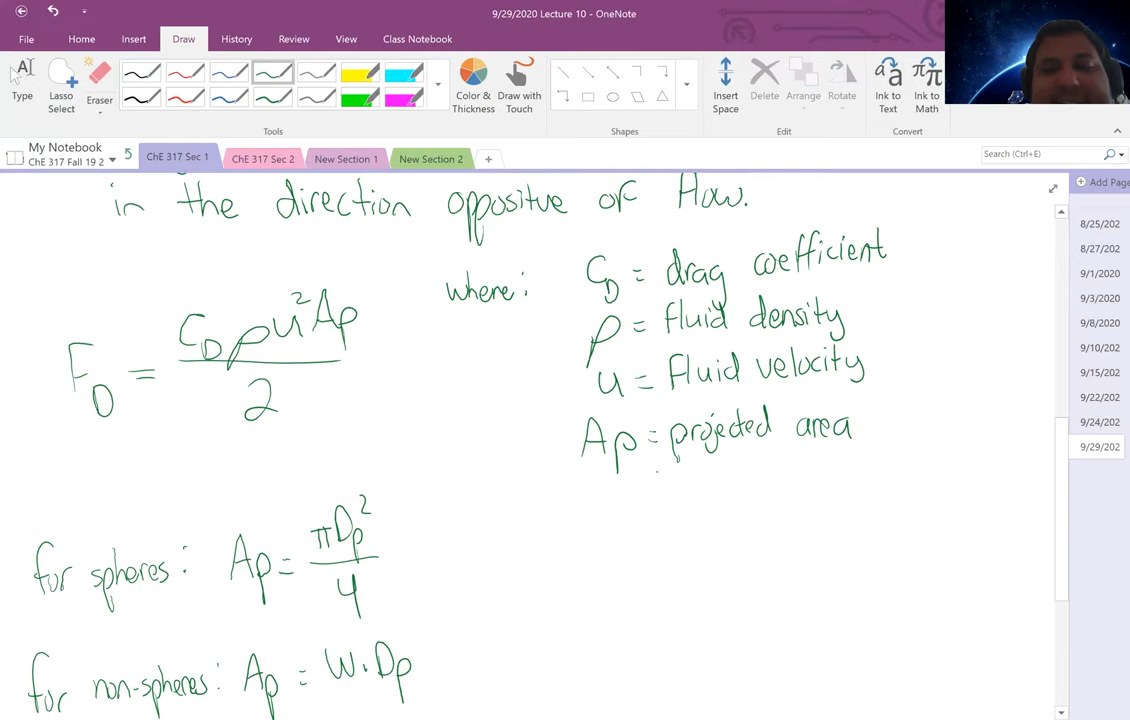 9/29/2020 Lecture 10 - OneNote
File Home Insert Draw History Review View Class Notebook
Type Lasso Select Eraser Color & Thickness Draw with Touch Insert Space Delete Arrange Rotate Ink to Text Ink to Math
Tools Shapes Edit Convert
My Notebook
ChE 317 Fall 19 2 ChE 317 Sec 1 ChE 317 Sec 2 New Section 1 New Section 2 + Search (Ctrl+E)
Add Page
8/25/202
8/27/202
9/1/2020
9/3/2020
9/8/2020
9/10/202
9/15/202
9/22/202
9/24/202
9/29/202
in the direction oppositve of flow.
where: C_D = drag coefficient
ρ = fluid density
u = fluid velocity
Ap = projected area
F_D = C_D ρ u² Ap / 2
for spheres: Ap = πDp² / 4
for non-spheres: Ap = W·Dp